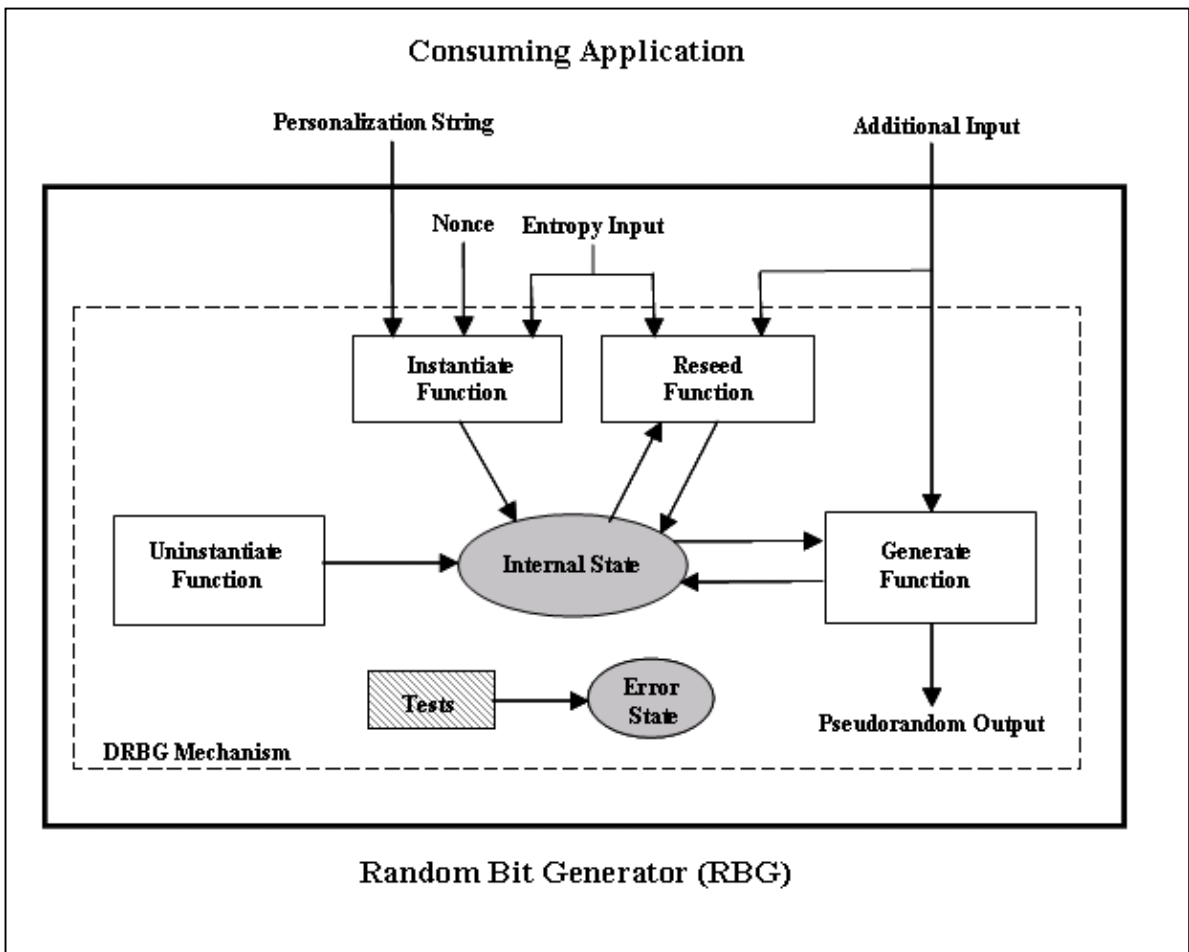 Consuming Application
Personalization String
Additional Input
Nonce
Entropy Input
Instantiate
Function
Reseed
Function
Uninstantiate
Function
Internal State
Generate
Function
Tests
Error
State
Pseudorandom Output
DRBG Mechanism
Random Bit Generator (RBG)